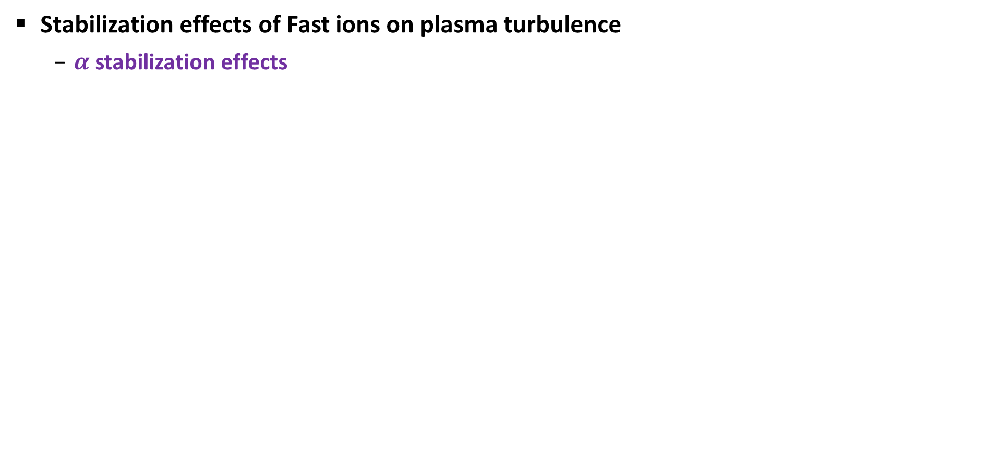 ▪ Stabilization effects of Fast ions on plasma turbulence
– 𝜶 stabilization effects